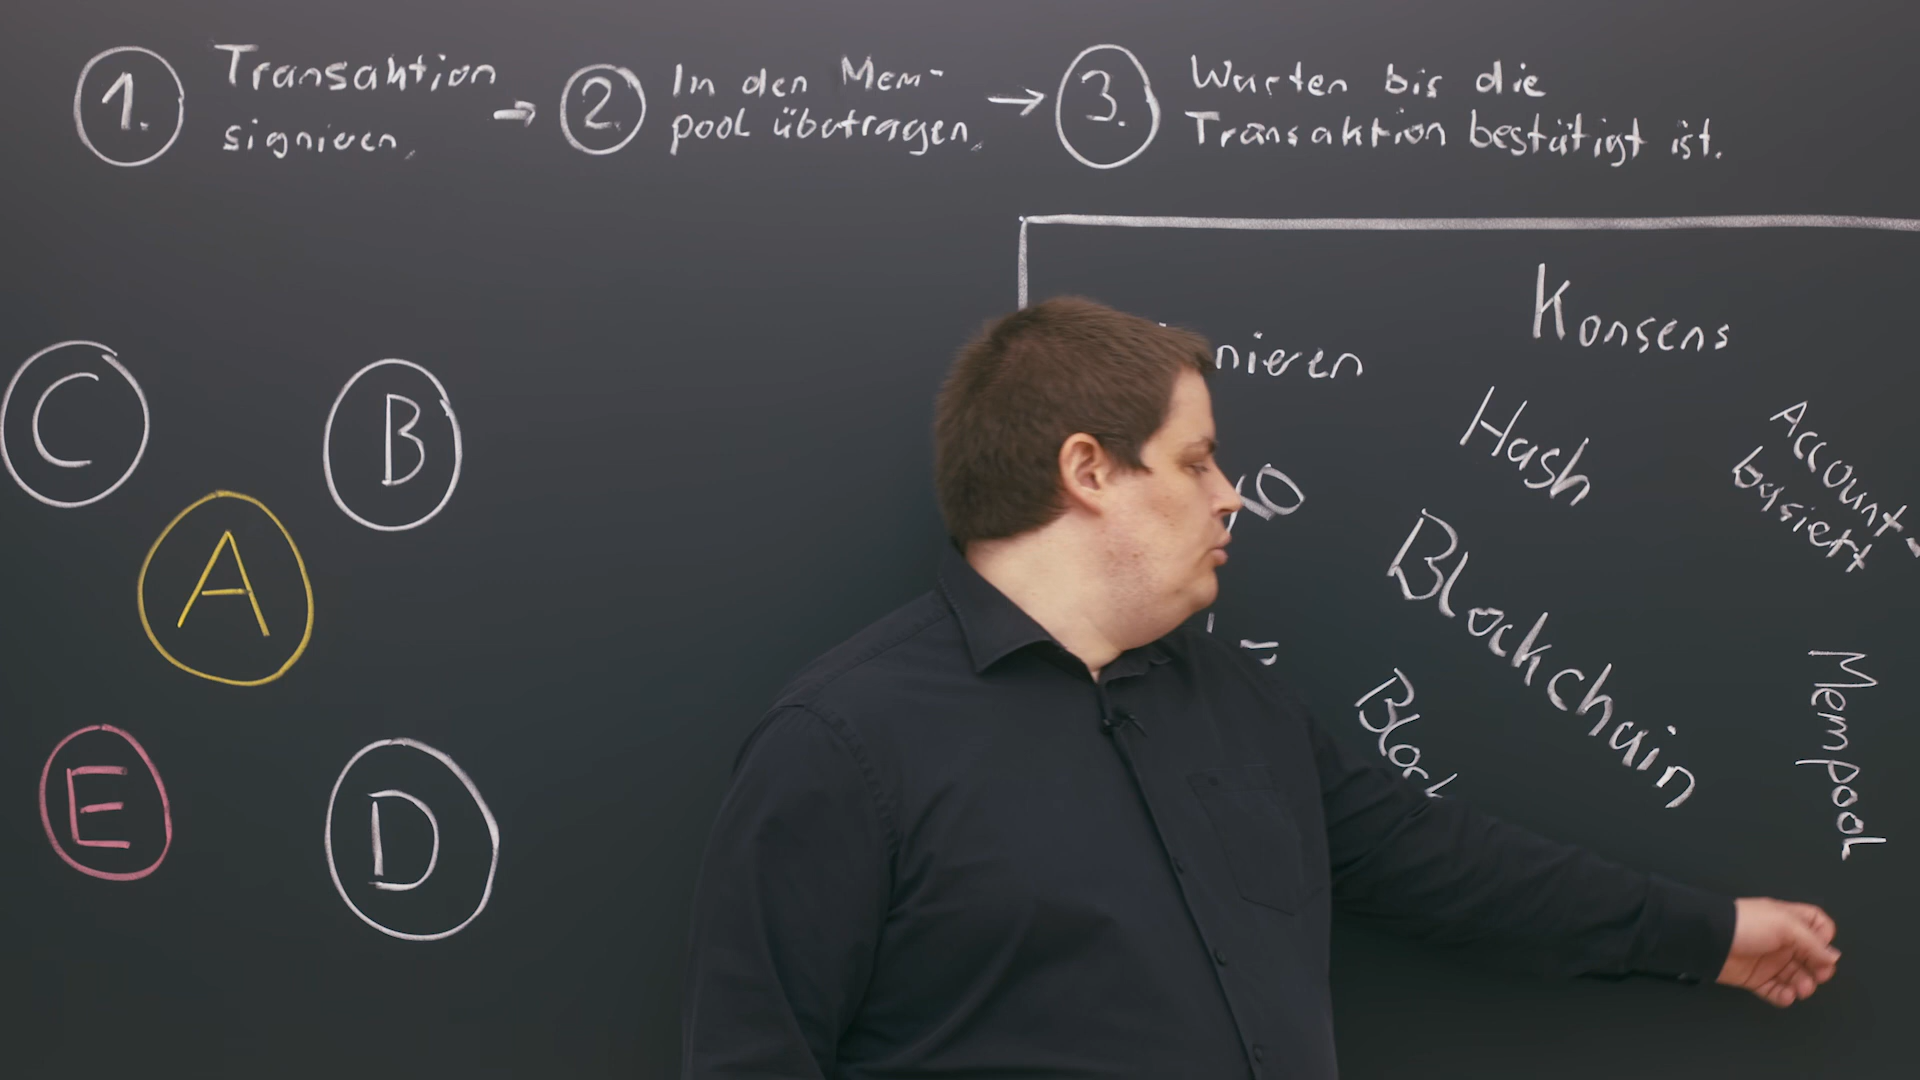 1.
Transaktion
signieren.
→
2.
In den Mem-
pool übertragen.
→
3.
Warten bis die
Transaktion bestätigt ist.
Konsens
nieren
Hash
Account-
basiert
Blockchain
Block
Mempool
C
B
A
E
D